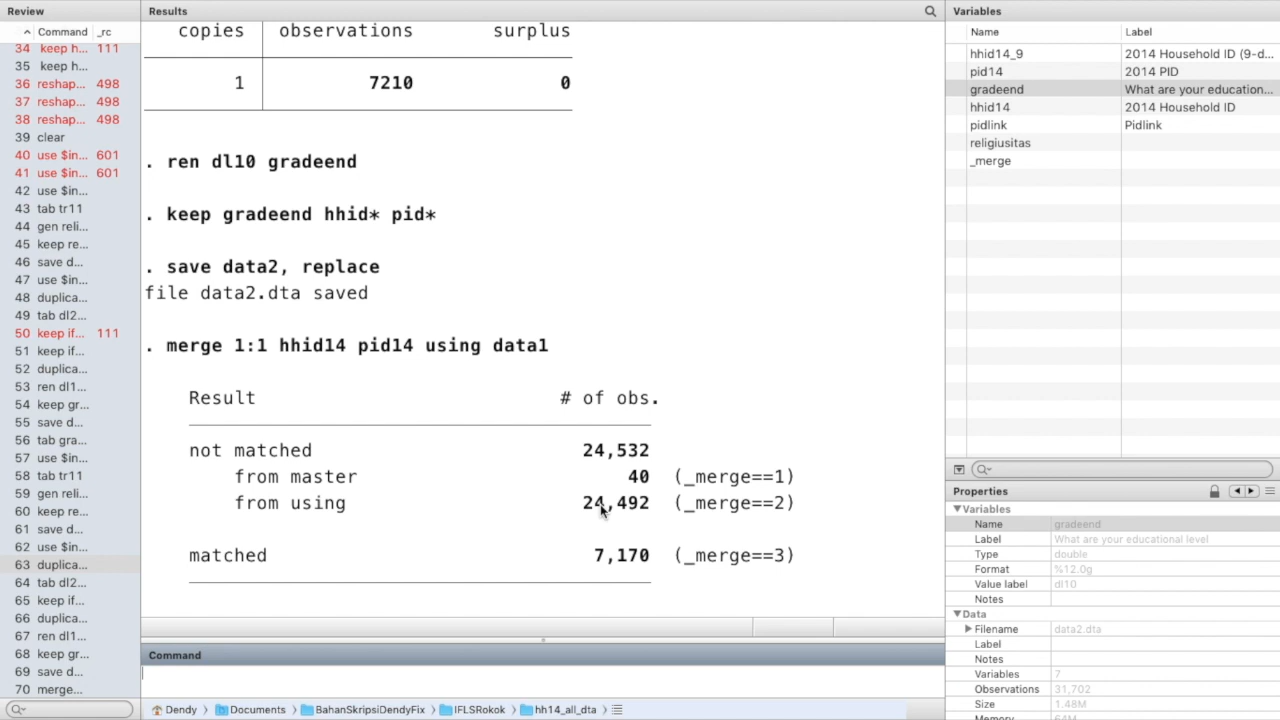 Review
Command _rc
34 keep h... 111
35 keep h...
36 reshap... 498
37 reshap... 498
38 reshap... 498
39 clear
40 use $in... 601
41 use $in... 601
42 use $in...
43 tab tr11
44 gen reli...
45 keep re...
46 save d...
47 use $in...
48 duplica...
49 tab dl2...
50 keep if... 111
51 keep if...
52 duplica...
53 ren dl1...
54 keep gr...
55 save d...
56 tab gra...
57 use $in...
58 tab tr11
59 gen reli...
60 keep re...
61 save d...
62 use $in...
63 duplica...
64 tab dl2...
65 keep if...
66 duplica...
67 ren dl1...
68 keep gr...
69 save d...
70 merge...
Results
copies observations surplus
1 7210 0
. ren dl10 gradeend
. keep gradeend hhid* pid*
. save data2, replace
file data2.dta saved
. merge 1:1 hhid14 pid14 using data1
Result # of obs.
not matched 24,532
from master 40 (_merge==1)
from using 24,492 (_merge==2)
matched 7,170 (_merge==3)
Command
Dendy Documents BahanSkripsiDendyFix IFLSRokok hh14_all_dta
Variables
Name Label
hhid14_9 2014 Household ID (9-d...
pid14 2014 PID
gradeend What are your education...
hhid14 2014 Household ID
pidlink Pidlink
religiusitas
_merge
Properties
Variables
Name gradeend
Label What are your educational level
Type double
Format %12.0g
Value label dl10
Notes
Data
Filename data2.dta
Label
Notes
Variables 7
Observations 31,702
Size 1.48M
Memory 64M